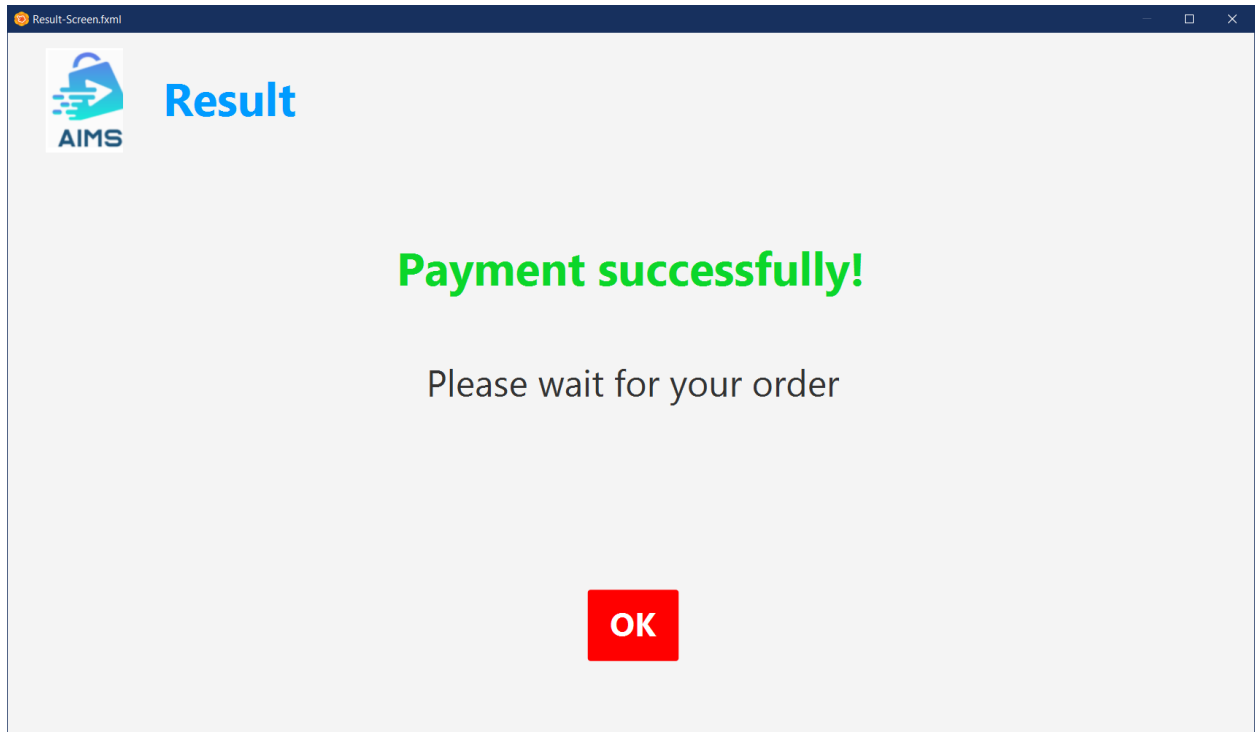 Result-Screen.fxml
AIMS
Result
Payment successfully!
Please wait for your order
OK